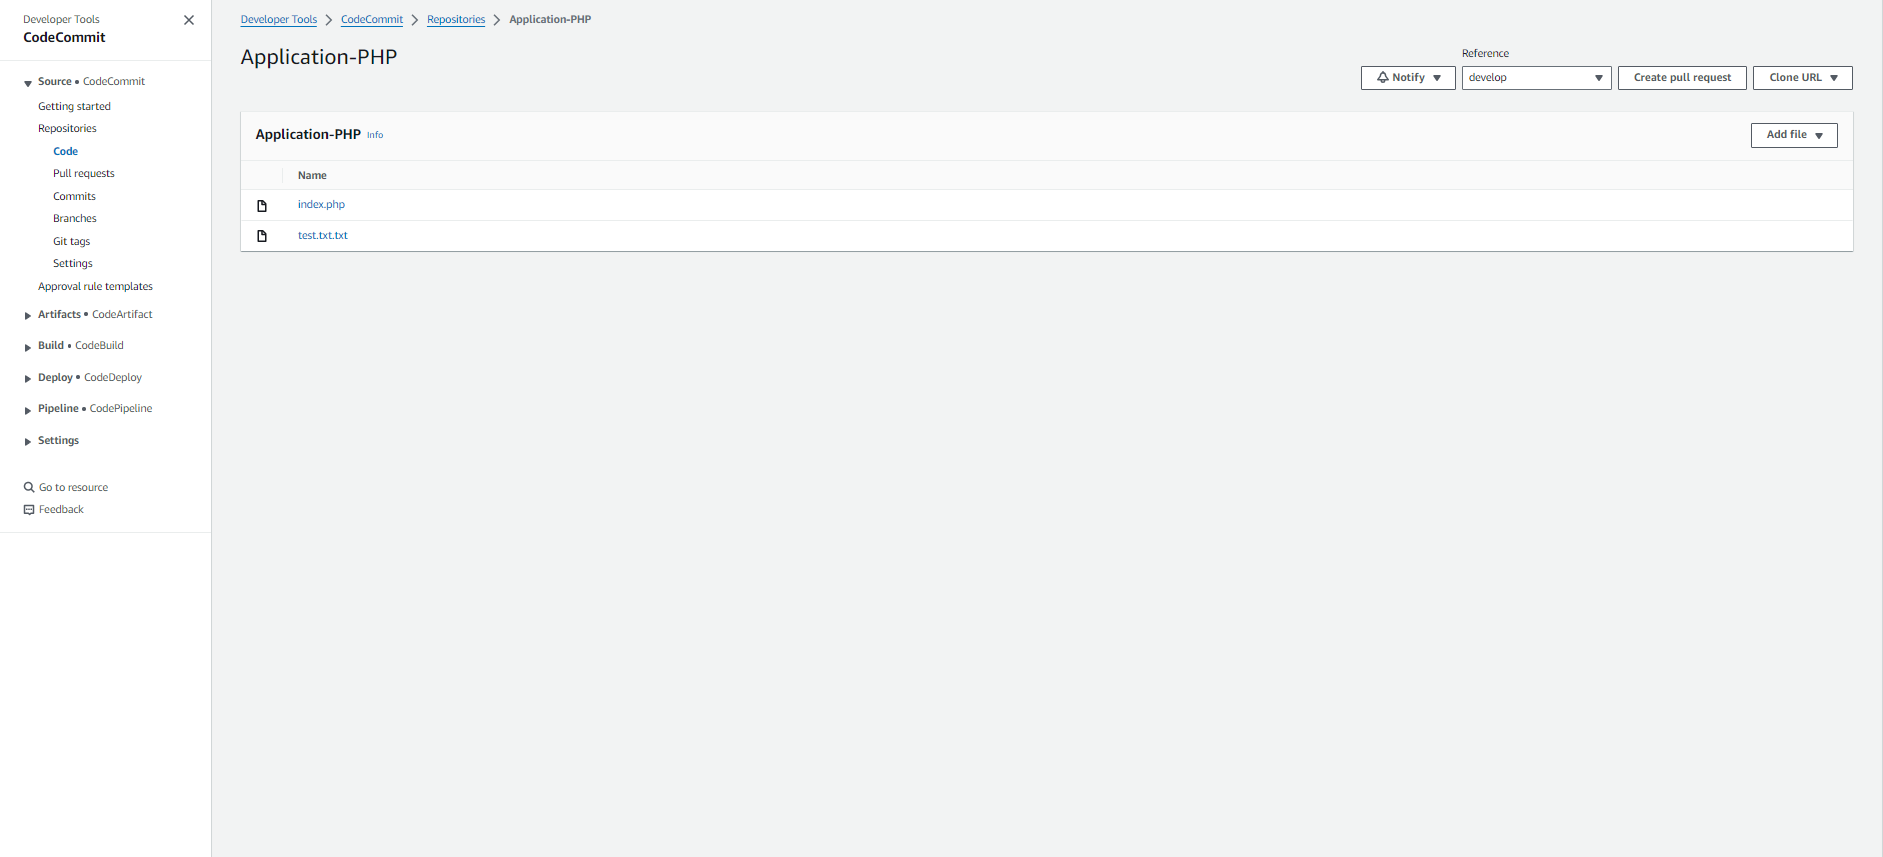 Developer Tools
CodeCommit
Source • CodeCommit
Getting started
Repositories
Code
Pull requests
Commits
Branches
Git tags
Settings
Approval rule templates
Artifacts • CodeArtifact
Build • CodeBuild
Deploy • CodeDeploy
Pipeline • CodePipeline
Settings
Go to resource
Feedback
Developer Tools > CodeCommit > Repositories > Application-PHP
Application-PHP
Reference
Notify develop Create pull request Clone URL
Application-PHP Info Add file
Name
index.php
test.txt.txt